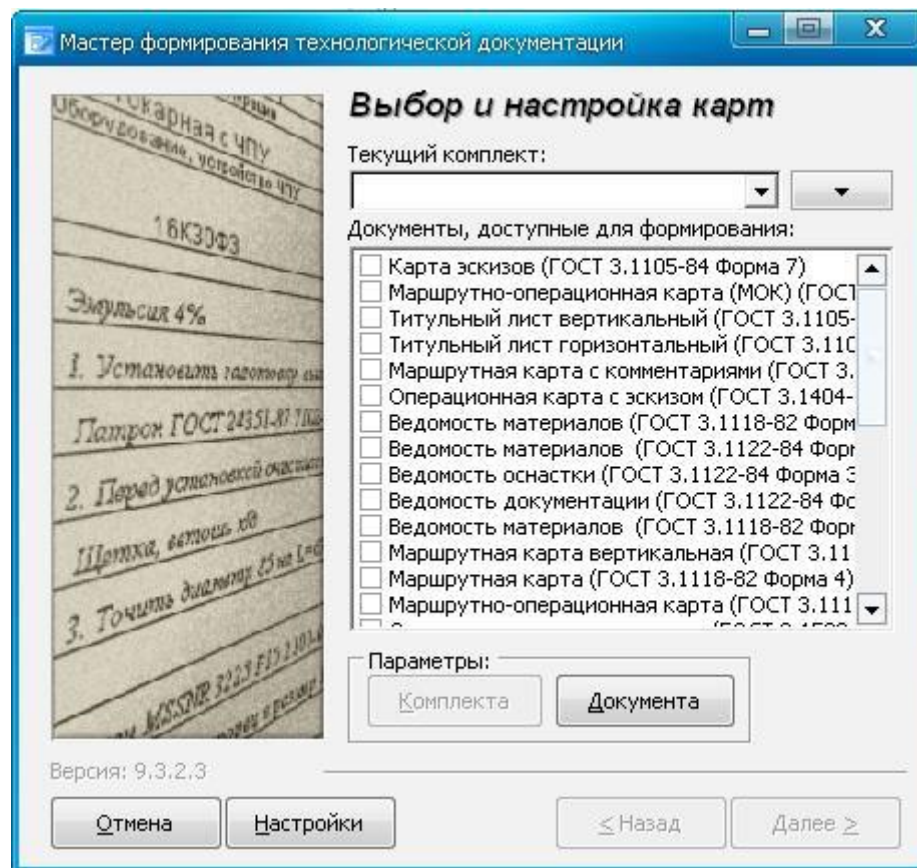 Мастер формирования технологической документации
Токарная с ЧПУ
Оборудование, устройство ЧПУ
16К30Ф3
Эмульсия 4%
1. Установить заготовку
Патрон ГОСТ 24351-87
2. Перед установкой
Щетка, ветошь х/б
3. Точить диаметр
Выбор и настройка карт
Текущий комплект:
Документы, доступные для формирования:
Карта эскизов (ГОСТ 3.1105-84 Форма 7)
Маршрутно-операционная карта (МОК) (ГОСТ
Титульный лист вертикальный (ГОСТ 3.1105-
Титульный лист горизонтальный (ГОСТ 3.110
Маршрутная карта с комментариями (ГОСТ 3.
Операционная карта с эскизом (ГОСТ 3.1404-
Ведомость материалов (ГОСТ 3.1118-82 Форм
Ведомость материалов (ГОСТ 3.1122-84 Форм
Ведомость оснастки (ГОСТ 3.1122-84 Форма 3
Ведомость документации (ГОСТ 3.1122-84 Фо
Ведомость материалов (ГОСТ 3.1118-82 Форм
Маршрутная карта вертикальная (ГОСТ 3.11
Маршрутная карта (ГОСТ 3.1118-82 Форма 4)
Маршрутно-операционная карта (ГОСТ 3.111
Параметры:
Комплекта Документа
Версия: 9.3.2.3
Отмена Настройки < Назад Далее >